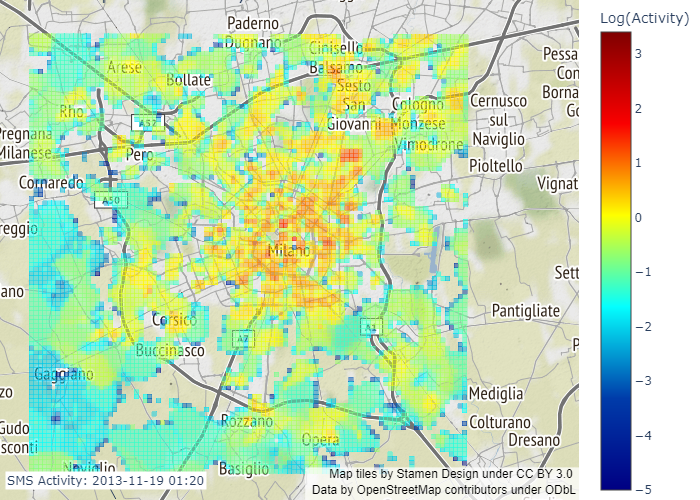 Log(Activity)
Paderno
Dugnano
Cinisello
Balsamo
Arese
Bollate
Sesto
San
Giovanni
Cologno
Monzese
Cernusco
sul
Naviglio
Pessa
Con
Borna
Go
Rho
A52
Pero
Vimodrone
Pioltello
Pregnana
Milanese
Cornaredo
A50
Vignat
reggio
Milano
Sett
ano
Corsico
A7
A1
Pantigliate
Buccinasco
P
Gaggiano
zo
Mediglia
Rozzano
Colturano
Gudo
sconti
Opera
Dresano
Naviglio
Basiglio
3
2
1
0
−1
−2
−3
−4
−5
SMS Activity: 2013-11-19 01:20
Map tiles by Stamen Design under CC BY 3.0
Data by OpenStreetMap contributors under ODbL